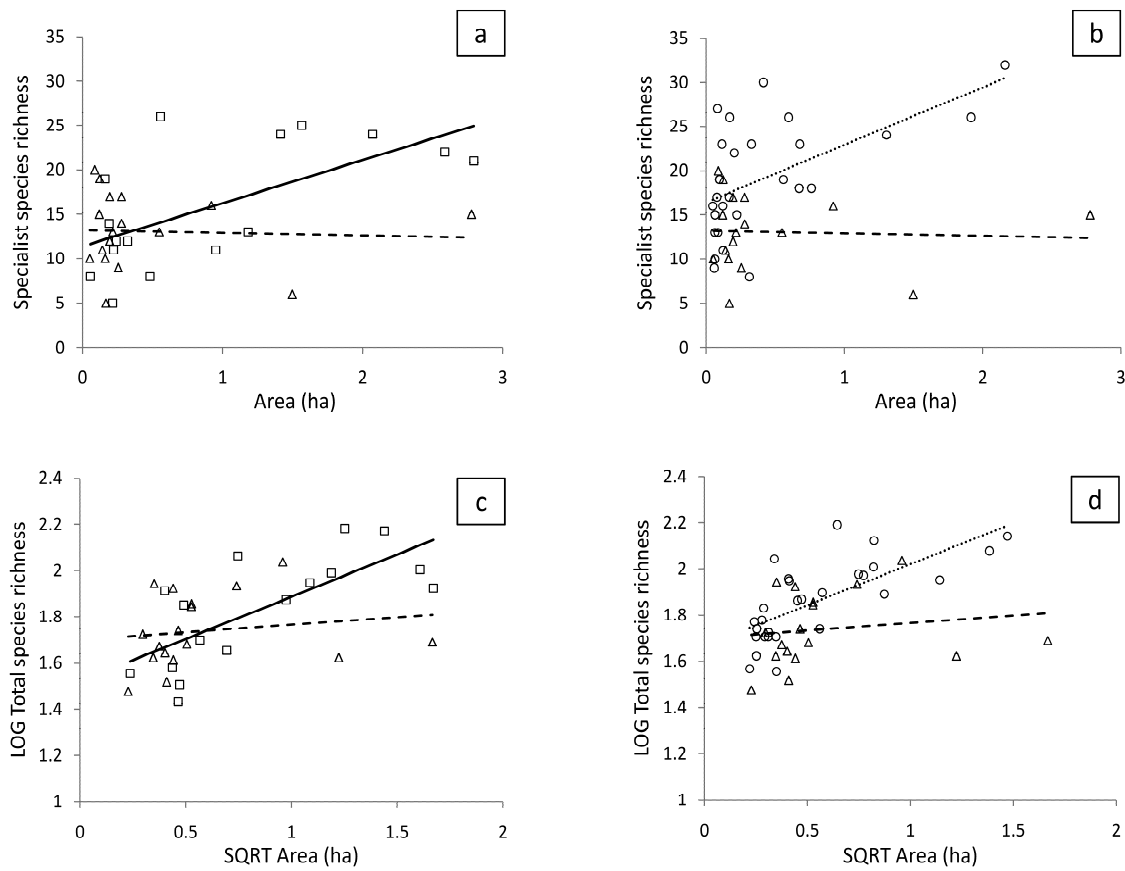 a
Specialist species richness
35
30
25
20
15
10
5
0
0 1 2 3
Area (ha)
b
Specialist species richness
35
30
25
20
15
10
5
0
0 1 2 3
Area (ha)
c
LOG Total species richness
2.4
2.2
2
1.8
1.6
1.4
1.2
1
0 0.5 1 1.5 2
SQRT Area (ha)
d
LOG Total species richness
2.4
2.2
2
1.8
1.6
1.4
1.2
1
0 0.5 1 1.5 2
SQRT Area (ha)